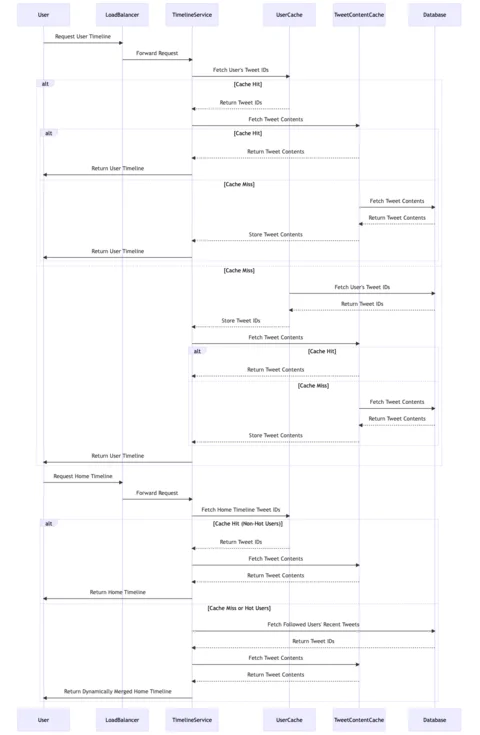 User LoadBalancer TimelineService UserCache TweetContentCache Database
Request User Timeline
Forward Request
Fetch User's Tweet IDs
alt [Cache Hit]
Return Tweet IDs
Fetch Tweet Contents
alt [Cache Hit]
Return Tweet Contents
Return User Timeline
[Cache Miss]
Fetch Tweet Contents
Return Tweet Contents
Store Tweet Contents
Return User Timeline
[Cache Miss]
Fetch User's Tweet IDs
Return Tweet IDs
Store Tweet IDs
Fetch Tweet Contents
alt [Cache Hit]
Return Tweet Contents
[Cache Miss]
Fetch Tweet Contents
Return Tweet Contents
Store Tweet Contents
Return User Timeline
Request Home Timeline
Forward Request
Fetch Home Timeline Tweet IDs
alt [Cache Hit (Non-Hot Users)]
Return Tweet IDs
Fetch Tweet Contents
Return Tweet Contents
Return Home Timeline
[Cache Miss or Hot Users]
Fetch Followed Users' Recent Tweets
Return Tweet IDs
Fetch Tweet Contents
Return Tweet Contents
Return Dynamically Merged Home Timeline
User LoadBalancer TimelineService UserCache TweetContentCache Database